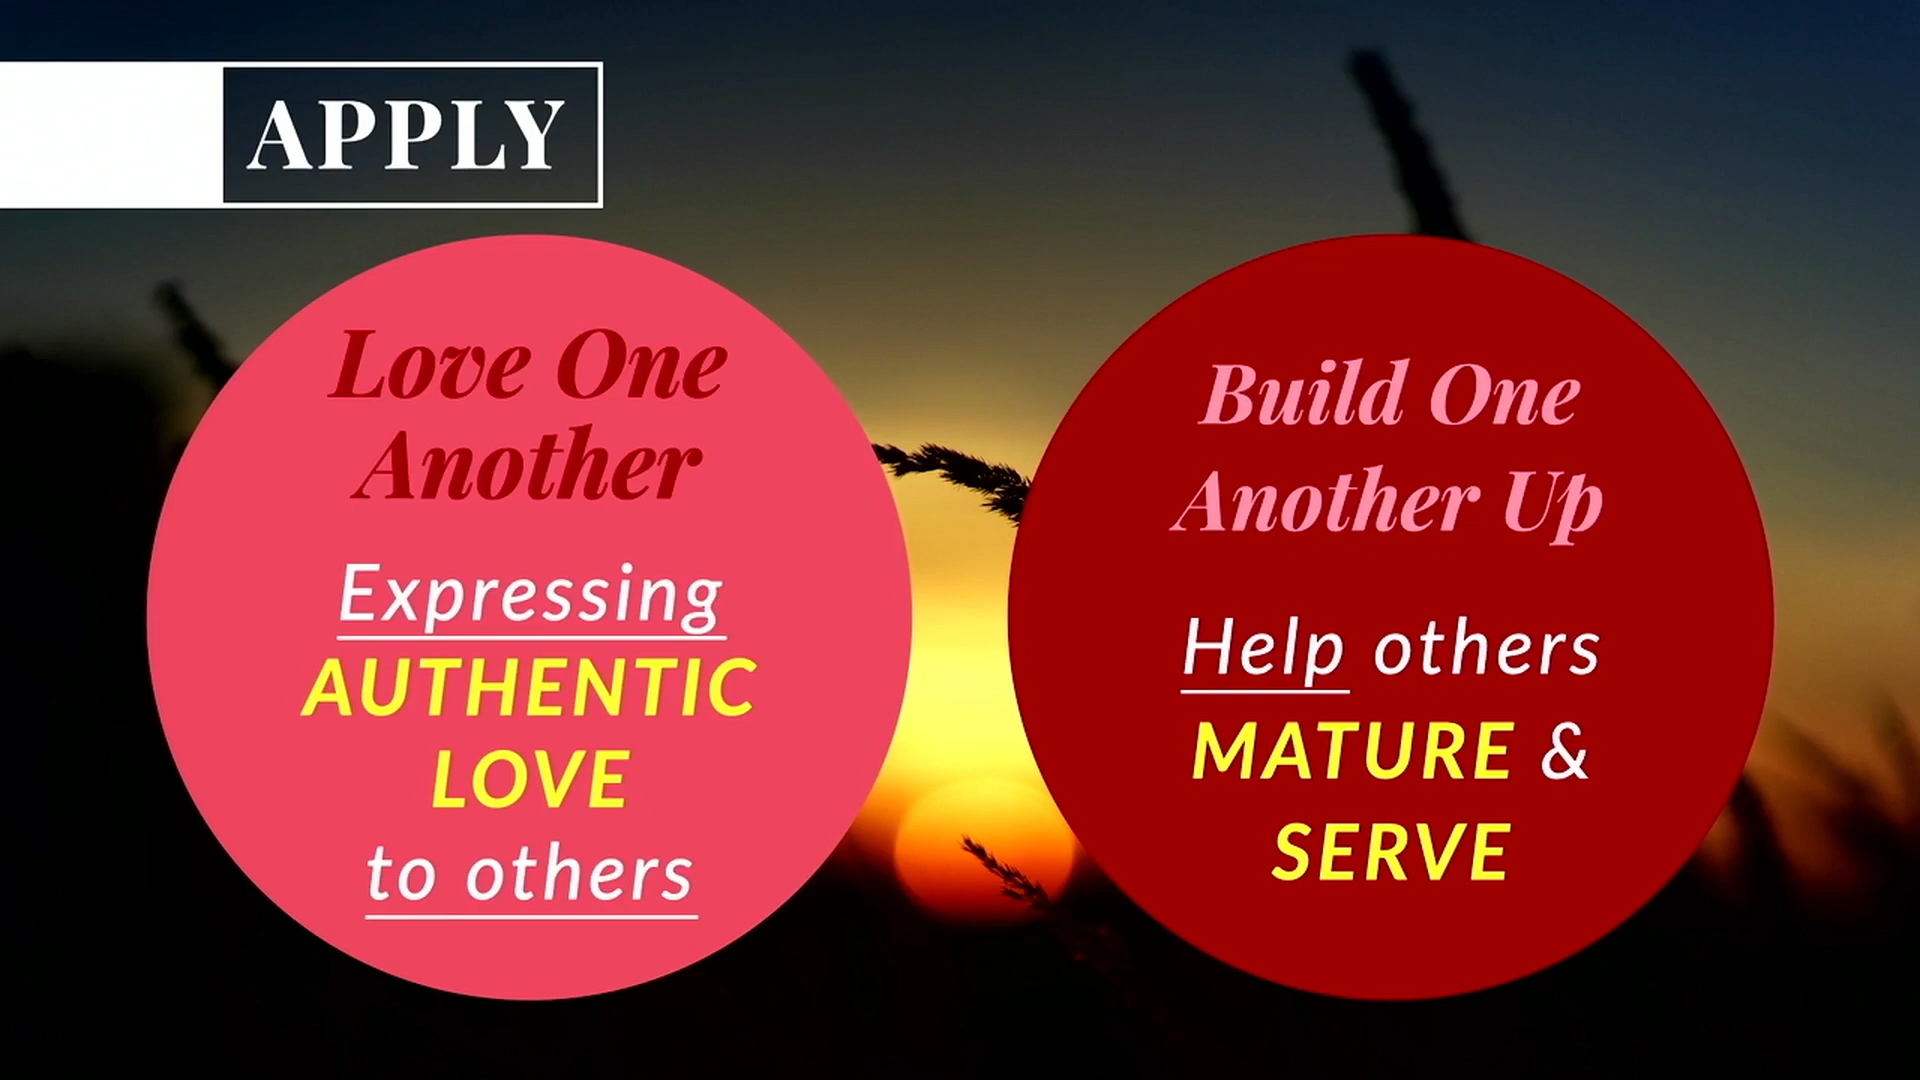 APPLY
Love One
Another
Expressing
AUTHENTIC
LOVE
to others
Build One
Another Up
Help others
MATURE &
SERVE